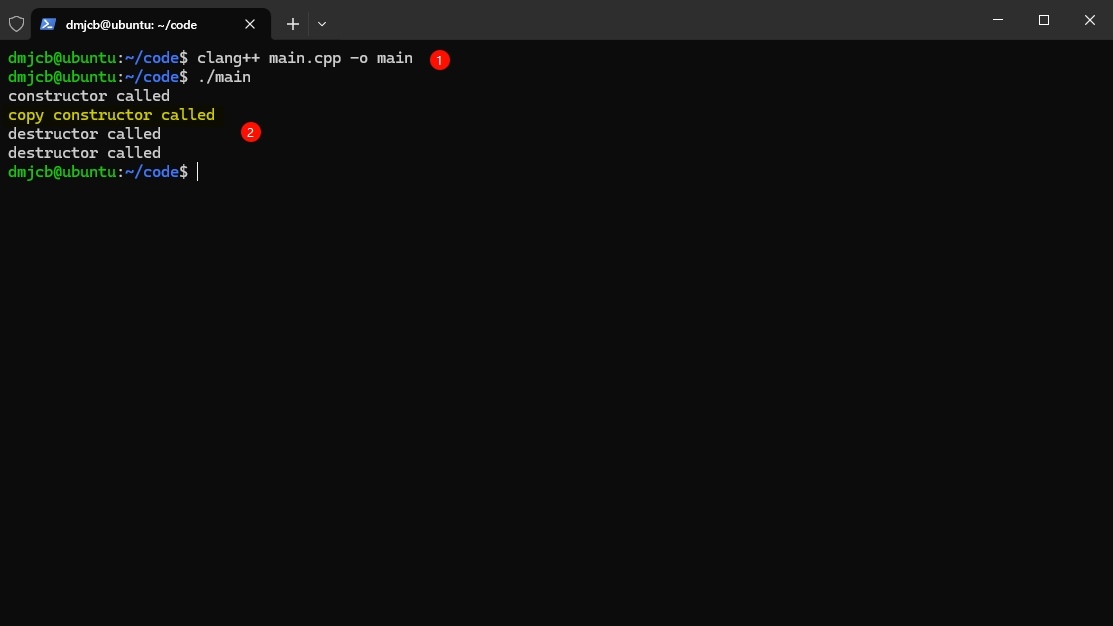 dmjcb@ubuntu: ~/code
dmjcb@ubuntu:~/code$ clang++ main.cpp -o main 1
dmjcb@ubuntu:~/code$ ./main
constructor called
copy constructor called
destructor called 2
destructor called
dmjcb@ubuntu:~/code$